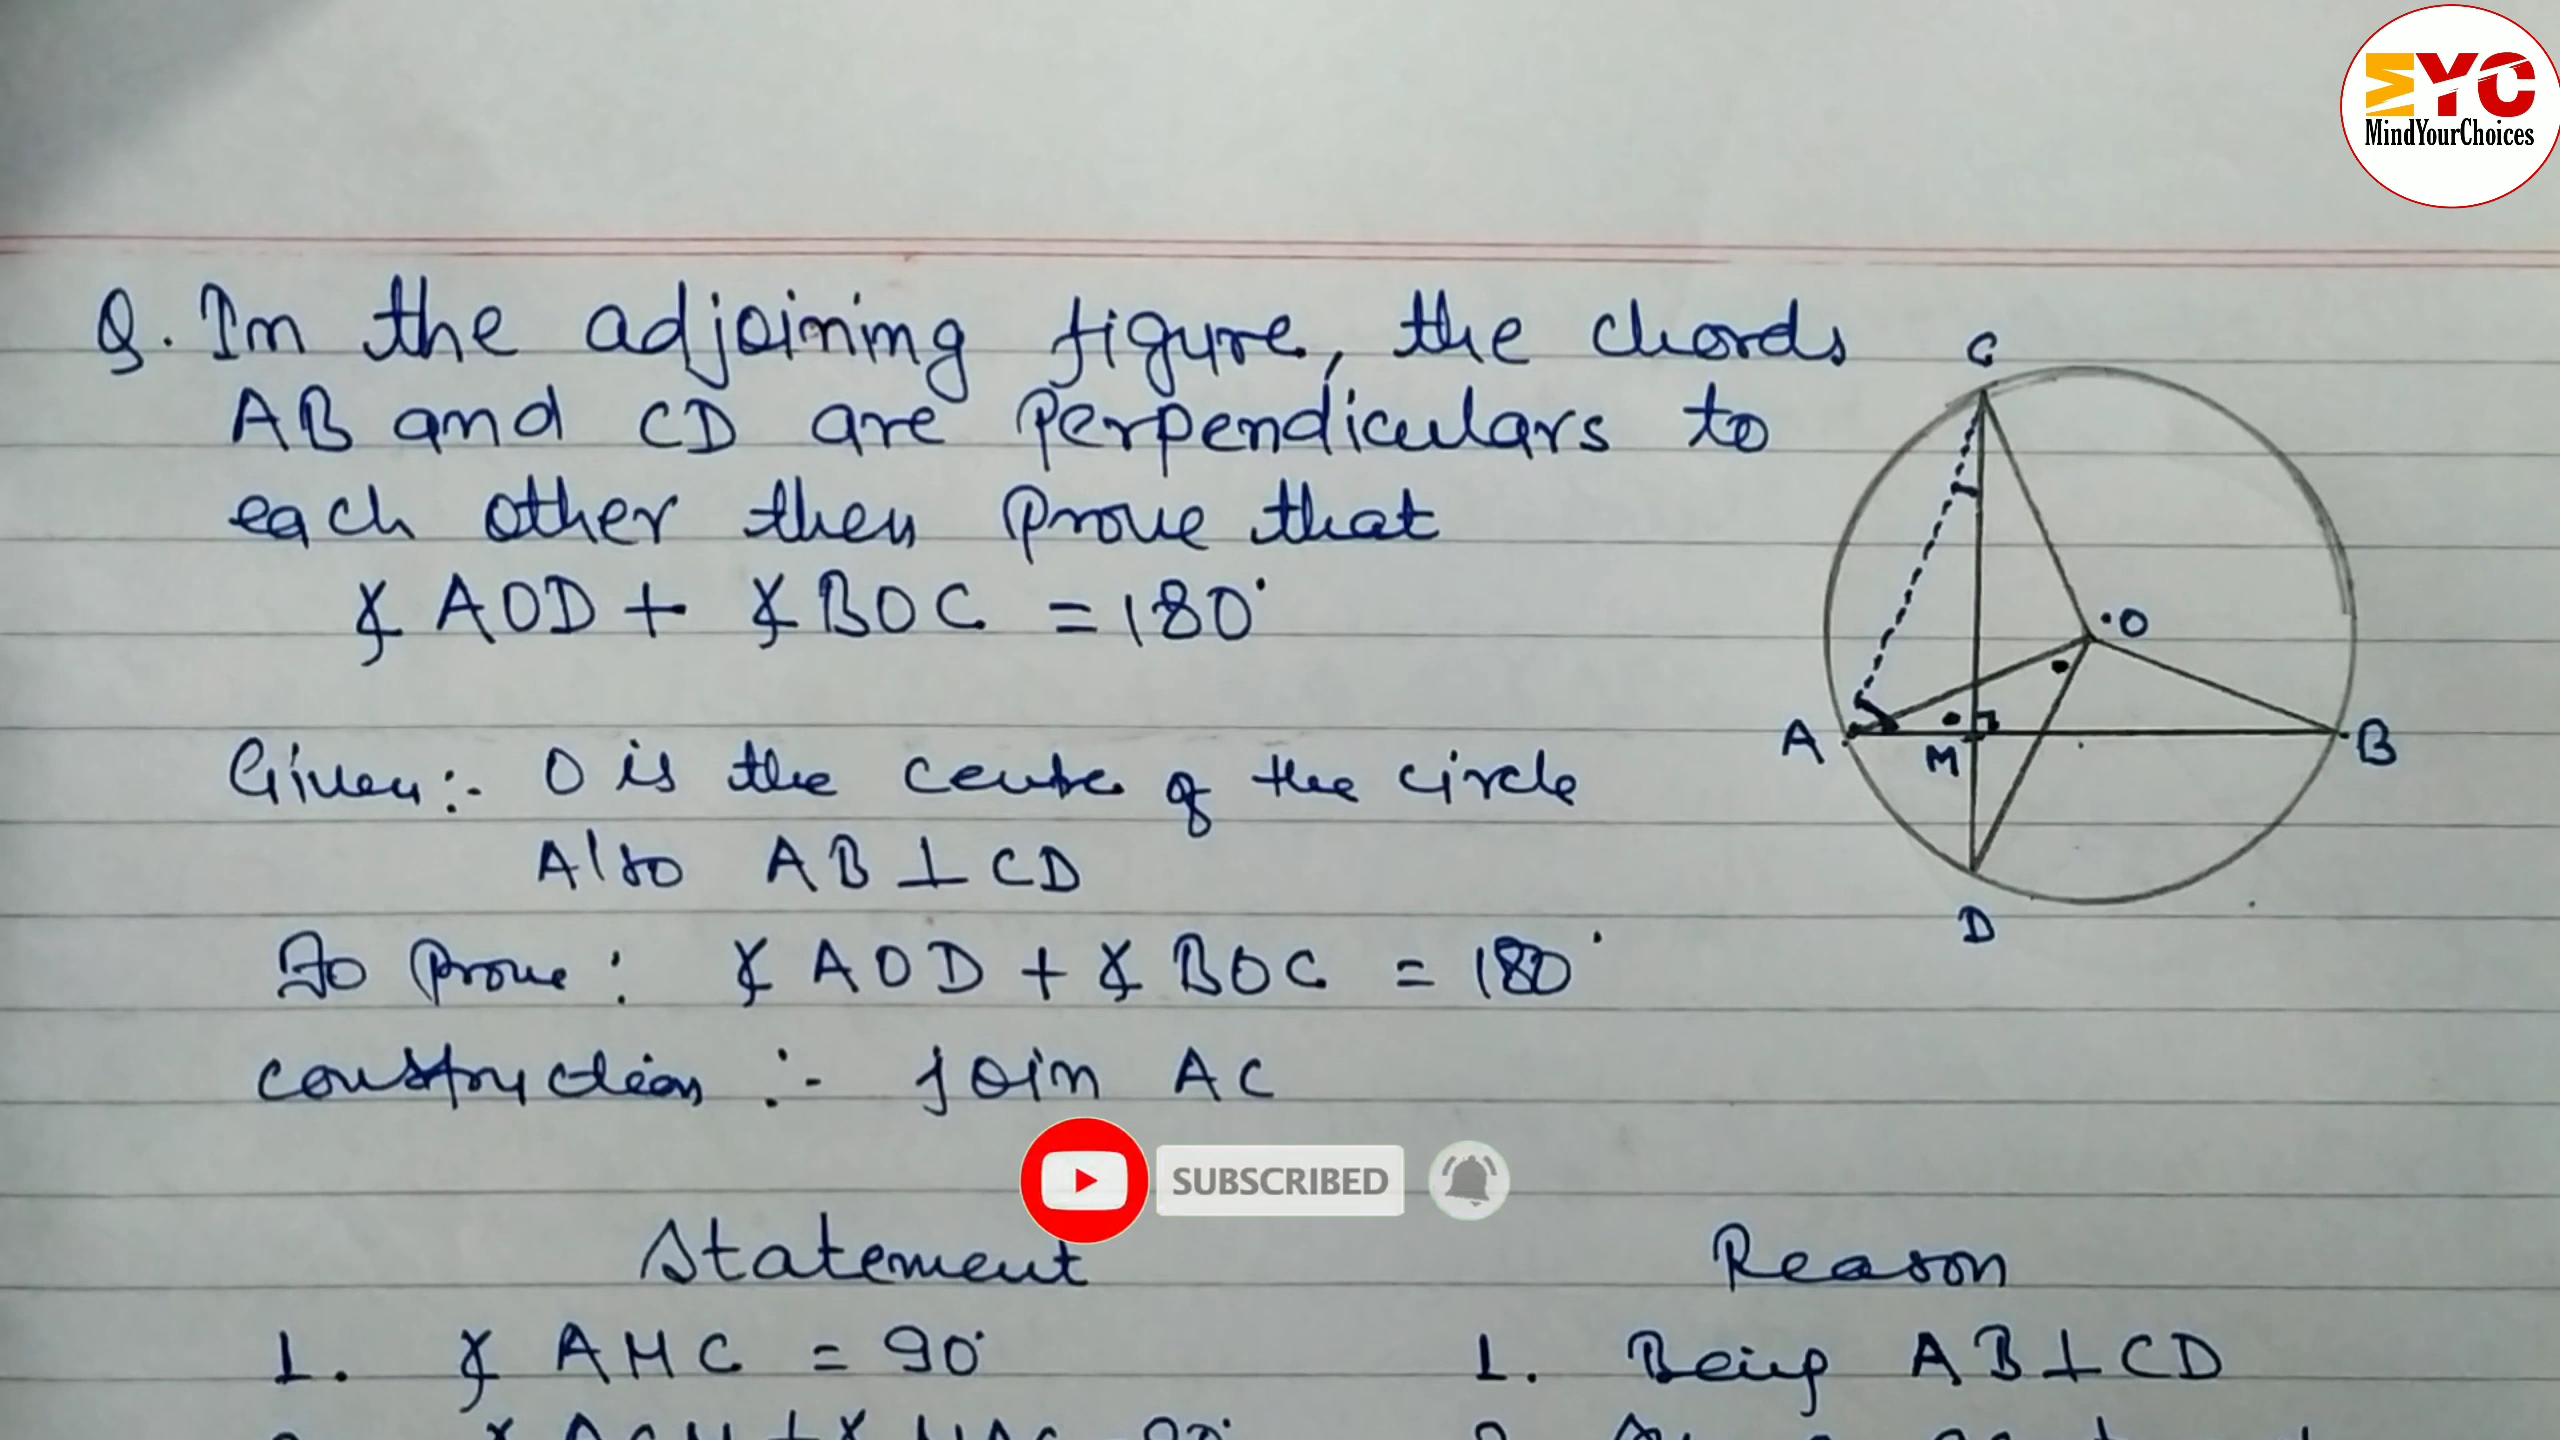 MYC
MindYourChoices
Q. In the adjoining figure, the chords
AB and CD are Perpendiculars to
each other then Prove that
∡ AOD + ∡ BOC = 180°
C
O
A
M
B
D
Given:- O is the centre of the circle
Also AB ⊥ CD
To Prove: ∡ AOD + ∡ BOC = 180°
Construction :- join AC
SUBSCRIBED
Statement Reason
1. ∡ AMC = 90° 1. Being AB ⊥ CD